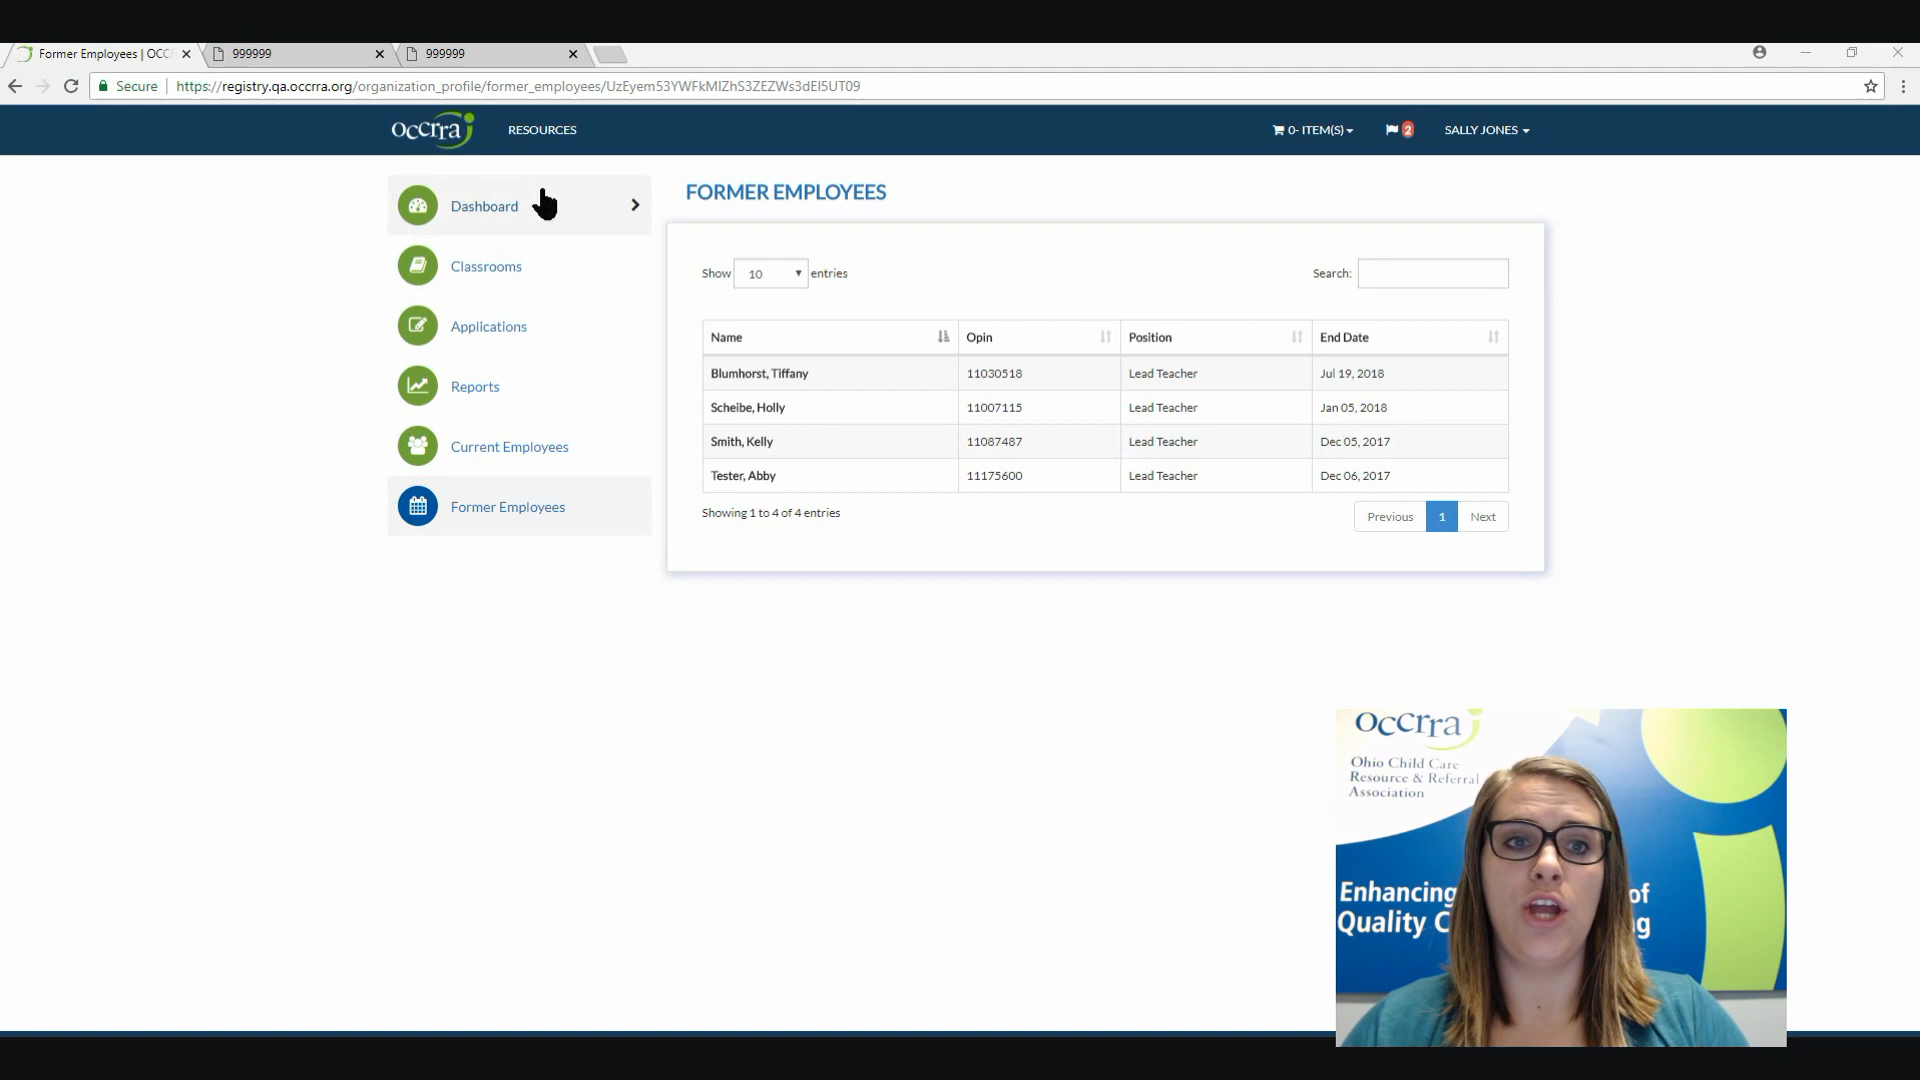 Former Employees | OCC
999999
999999
Secure
https://registry.qa.occrra.org/organization_profile/former_employees/UzEyem53YWFkMlZhS3ZEZWs3dEI5UT09
occrra
RESOURCES
0- ITEM(S)
2
SALLY JONES
Dashboard
Classrooms
Applications
Reports
Current Employees
Former Employees
FORMER EMPLOYEES
Show 10 entries
Search:
Name Opin Position End Date
Blumhorst, Tiffany 11030518 Lead Teacher Jul 19, 2018
Scheibe, Holly 11007115 Lead Teacher Jan 05, 2018
Smith, Kelly 11087487 Lead Teacher Dec 05, 2017
Tester, Abby 11175600 Lead Teacher Dec 06, 2017
Showing 1 to 4 of 4 entries
Previous 1 Next
occrra
Ohio Child Care
Resource & Referral
Association
Enhancing of
Quality C ng